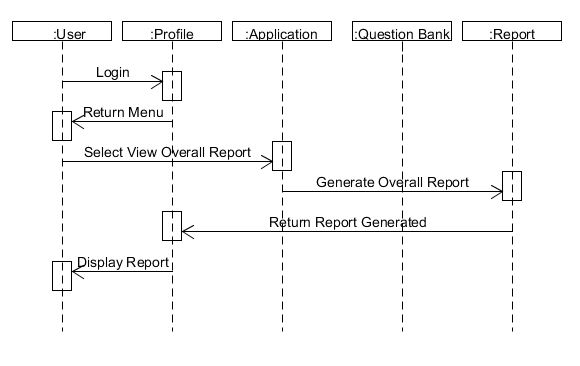 :User
:Profile
:Application
:Question Bank
:Report
Login
Return Menu
Select View Overall Report
Generate Overall Report
Return Report Generated
Display Report